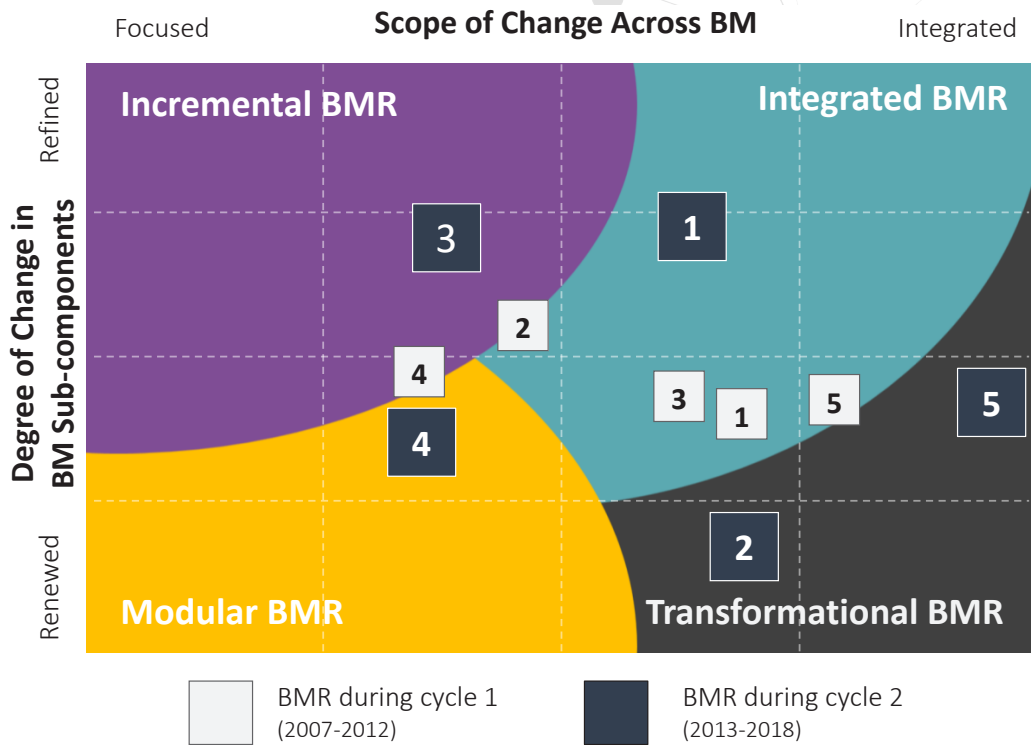 Scope of Change Across BM
Focused
Integrated
Degree of Change in
BM Sub-components
Refined
Renewed
Incremental BMR
Integrated BMR
3
1
2
4
3
1
5
5
4
2
Modular BMR
Transformational BMR
BMR during cycle 1
(2007-2012)
BMR during cycle 2
(2013-2018)